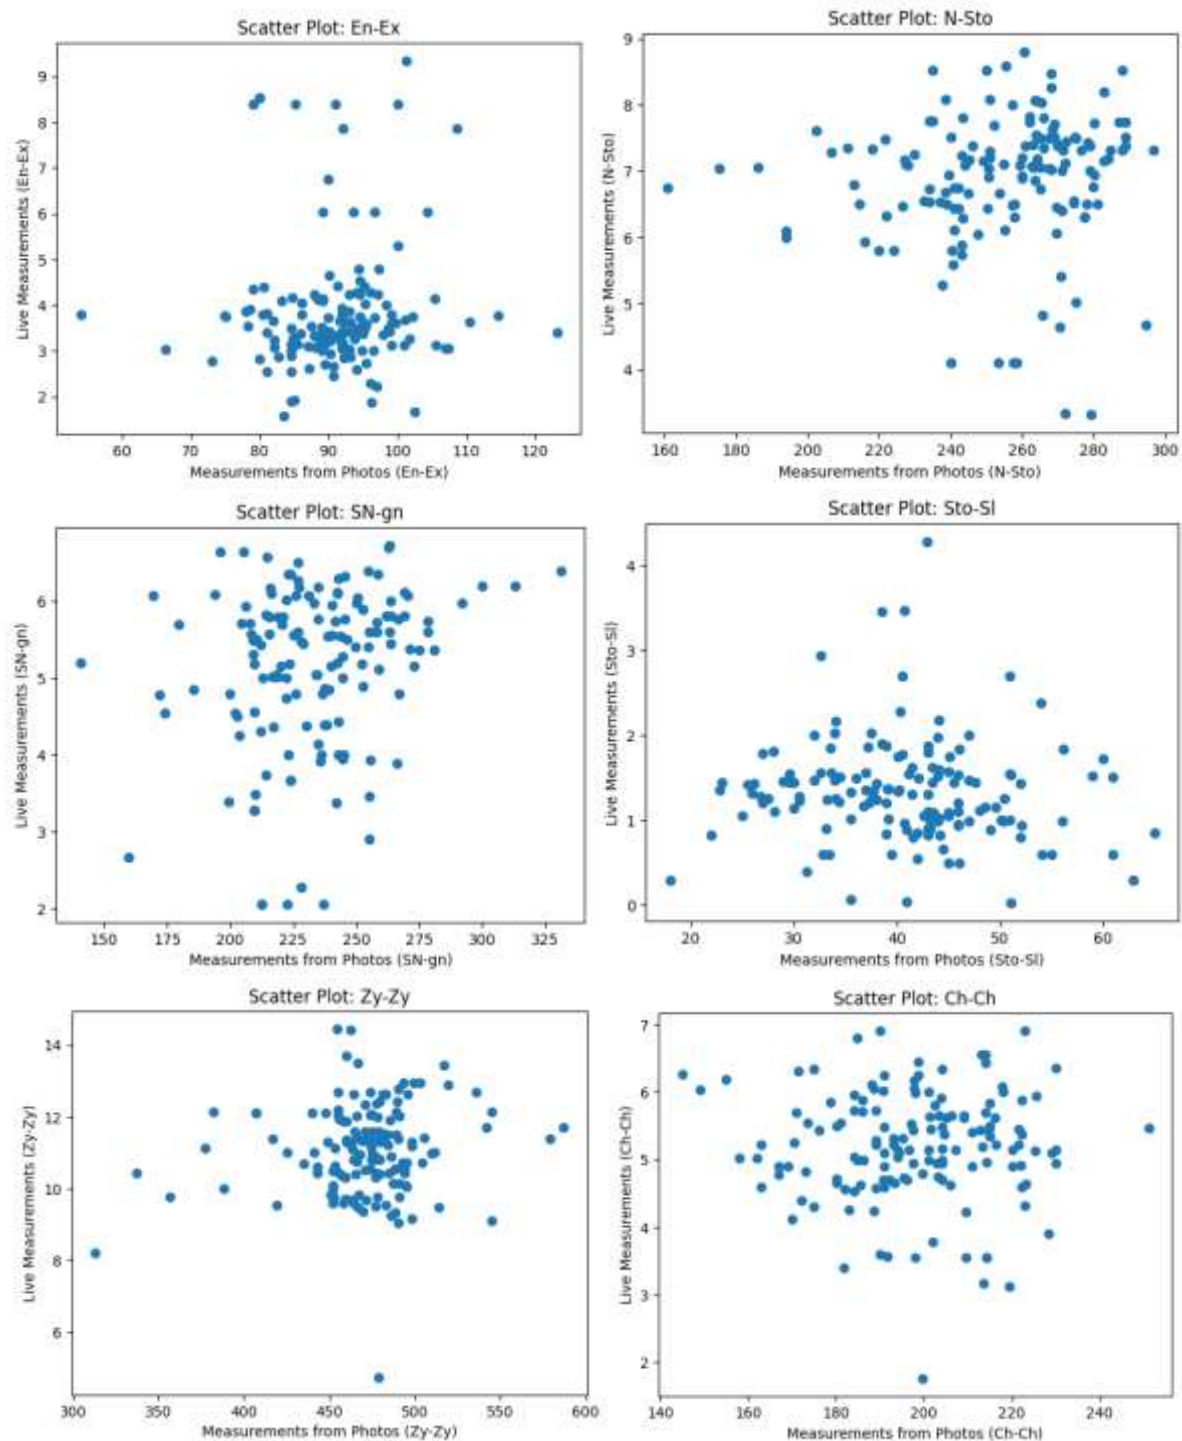 Scatter Plot: En-Ex
9
8
7
6
5
4
3
2
Live Measurements (En-Ex)
60 70 80 90 100 110 120
Measurements from Photos (En-Ex)
Scatter Plot: N-Sto
9
8
7
6
5
4
Live Measurements (N-Sto)
160 180 200 220 240 260 280 300
Measurements from Photos (N-Sto)
Scatter Plot: SN-gn
6
5
4
3
2
Live Measurements (SN-gn)
150 175 200 225 250 275 300 325
Measurements from Photos (SN-gn)
Scatter Plot: Sto-Sl
4
3
2
1
0
Live Measurements (Sto-Sl)
20 30 40 50 60
Measurements from Photos (Sto-Sl)
Scatter Plot: Zy-Zy
14
12
10
8
6
Live Measurements (Zy-Zy)
300 350 400 450 500 550 600
Measurements from Photos (Zy-Zy)
Scatter Plot: Ch-Ch
7
6
5
4
3
2
Live Measurements (Ch-Ch)
140 160 180 200 220 240
Measurements from Photos (Ch-Ch)